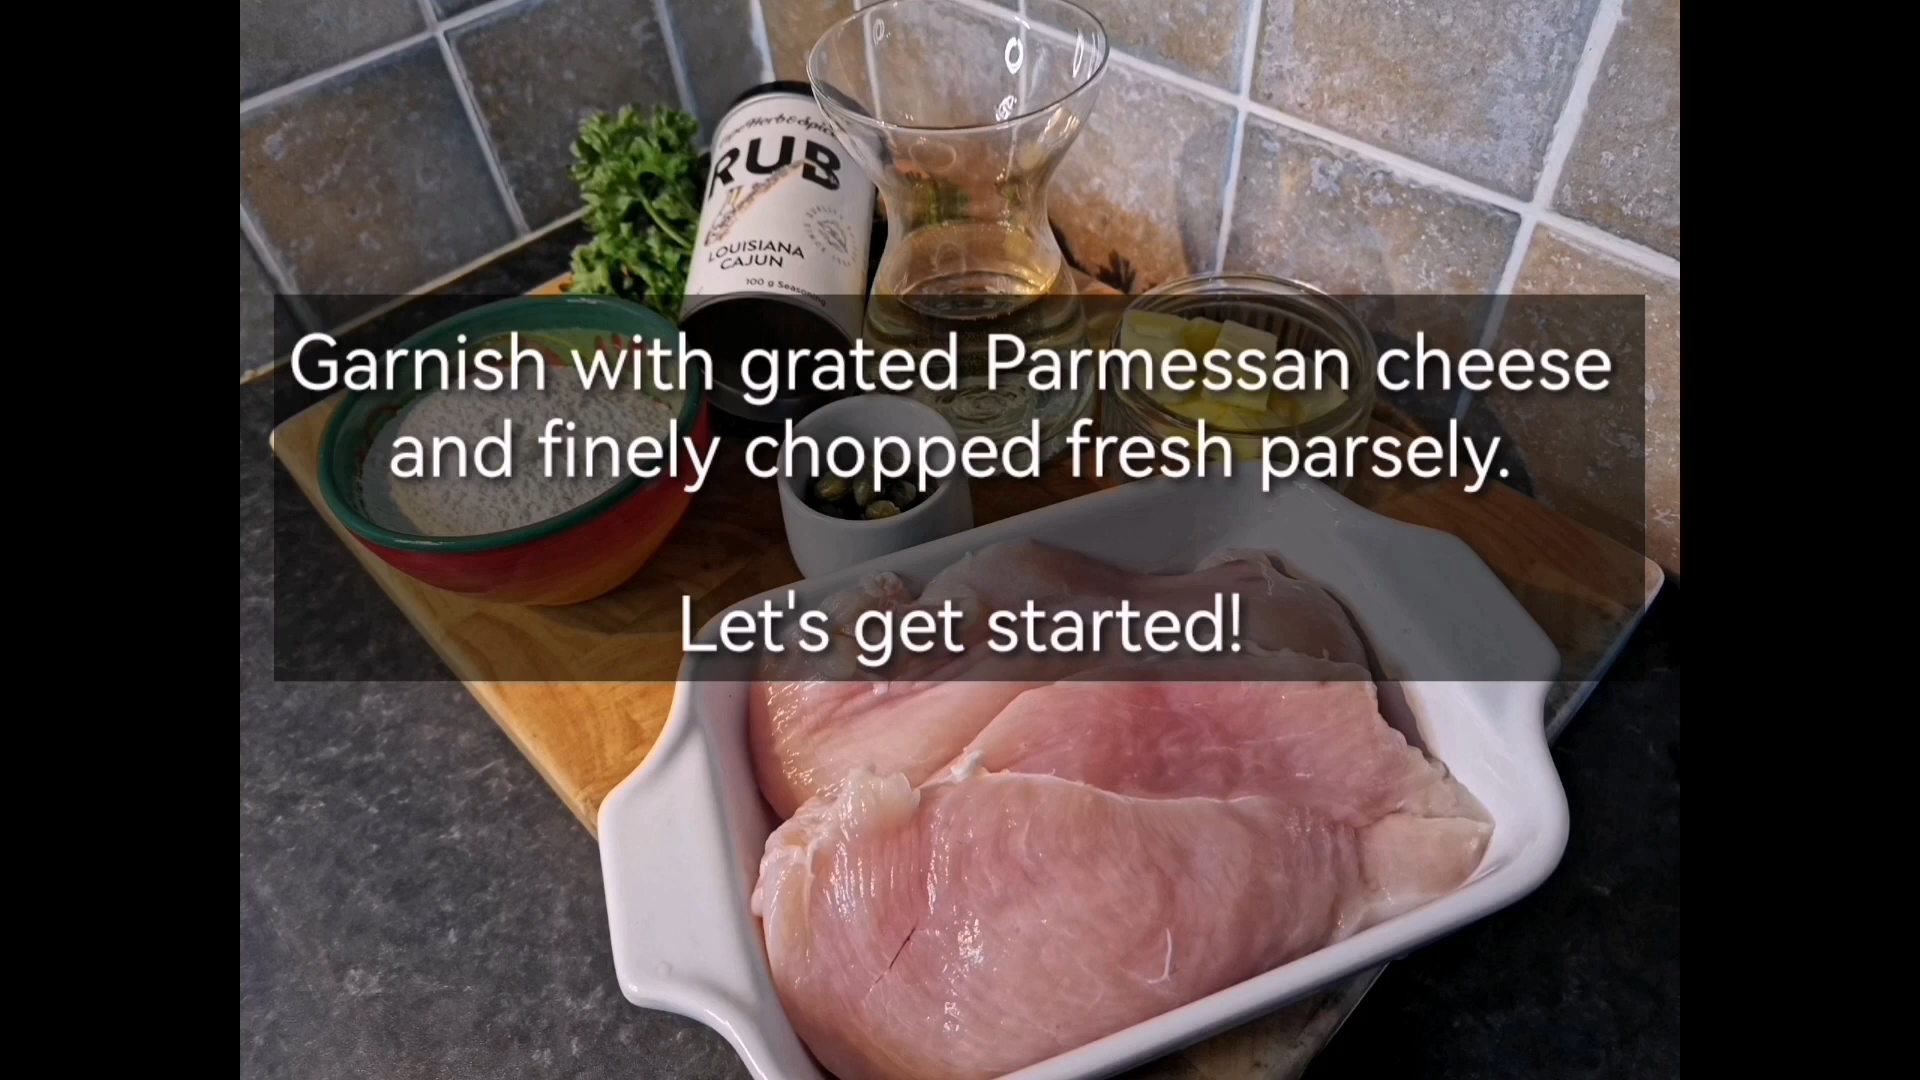 RUB
LOUISIANA
CAJUN
100 g Seasoning
Garnish with grated Parmessan cheese
and finely chopped fresh parsely.
Let's get started!